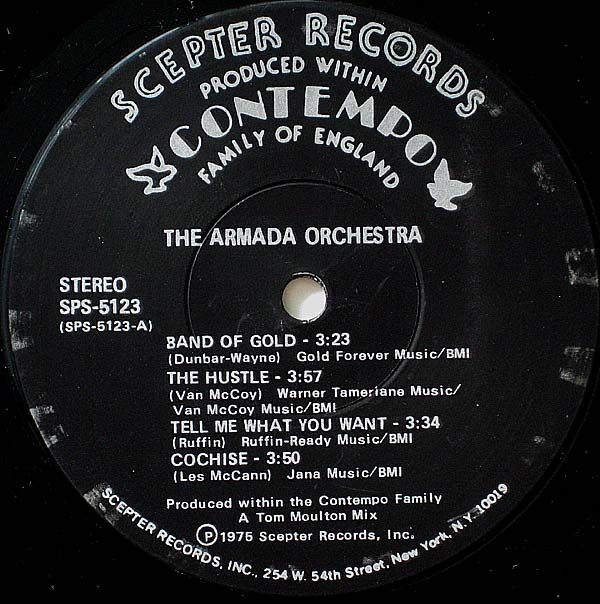 SCEPTER RECORDS
PRODUCED WITHIN
CONTEMPO
FAMILY OF ENGLAND
THE ARMADA ORCHESTRA
STEREO
SPS-5123
(SPS-5123-A)
BAND OF GOLD - 3:23
(Dunbar-Wayne) Gold Forever Music/BMI
THE HUSTLE - 3:57
(Van McCoy) Warner Tamerlane Music/
Van McCoy Music/BMI
TELL ME WHAT YOU WANT - 3:34
(Ruffin) Ruffin-Ready Music/BMI
COCHISE - 3:50
(Les McCann) Jana Music/BMI
Produced within the Contempo Family
A Tom Moulton Mix
Ⓟ 1975 Scepter Records, Inc.
SCEPTER RECORDS, INC., 254 W. 54th Street, New York, N.Y. 10019